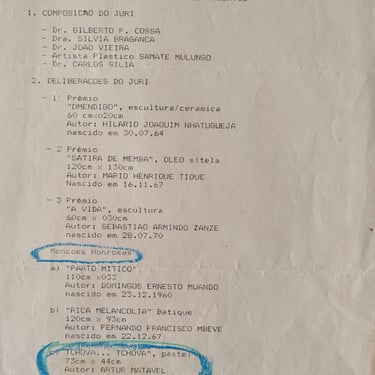 1. COMPOSICAO DO JURI
- Dr. GILBERTO P. COSSA
- Dra. SILVIA BRAGANCA
- Dr. JOAO VIEIRA
- Artista Plastico SAMATE MULUNGO
- Dr. CARLOS SILIA
2. DELIBERACOES DO JURI
- 1' Prémio
"OMENDIGO", escultura/ceramica
60 cmxo20cm
Autor: HILARIO JOAQUIM NHATUGUEJA
nascido em 30.07.64
- 2 Prémio
"SATIRA DE MEMBA", OLEO s(tela
120cm x 130cm
Autor: MARIO HENRIQUE TIQUE
Nascido em 16.11.67
- 3 Prémio
"A VIDA", escultura
60cm x 030cm
Autor: SEBASTIAO ARMINDO ZANZE
nascido em 28.07.70
Mencoes Honrosas
a) "PARTO MITICO"
110cm x033
Autor: DOMINGOS ERNESTO MUANDO
nascido em 23.12.1960
b) "RICA MELANCOLIA" Batique
120cm x 93cm
Autor: FERNANDO FRANCISCO MBEVE
nascido em 22.12.67
c) "TCHOVA... TCHOVA", pastel
73cm x 44cm
Autor: ARTUR MATAVEL